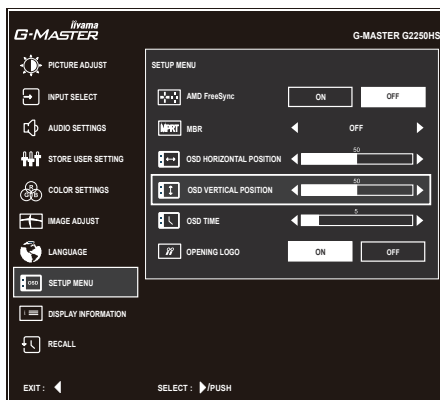 iiyama
G-MASTER
G-MASTER G2250HS
PICTURE ADJUST
INPUT SELECT
AUDIO SETTINGS
STORE USER SETTING
COLOR SETTINGS
IMAGE ADJUST
LANGUAGE
OSD SETUP MENU
DISPLAY INFORMATION
RECALL
SETUP MENU
AMD FreeSync ON OFF
MPRT MBR OFF
OSD HORIZONTAL POSITION 50
OSD VERTICAL POSITION 50
OSD TIME 5
OPENING LOGO ON OFF
EXIT :
SELECT : /PUSH